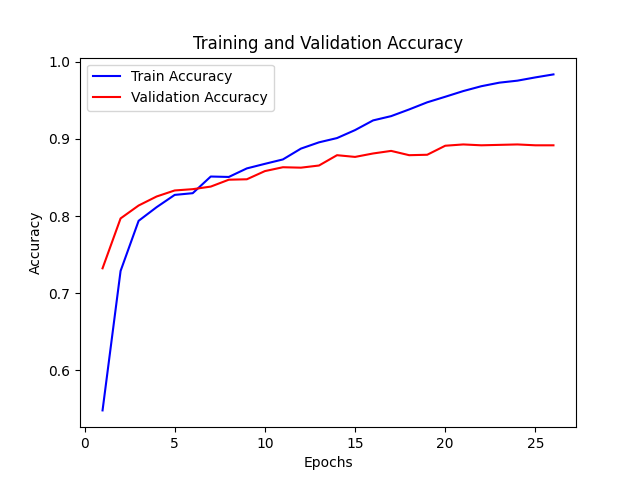 Training and Validation Accuracy
Train Accuracy
Validation Accuracy
1.0
0.9
0.8
0.7
0.6
Accuracy
0
5
10
15
20
25
Epochs